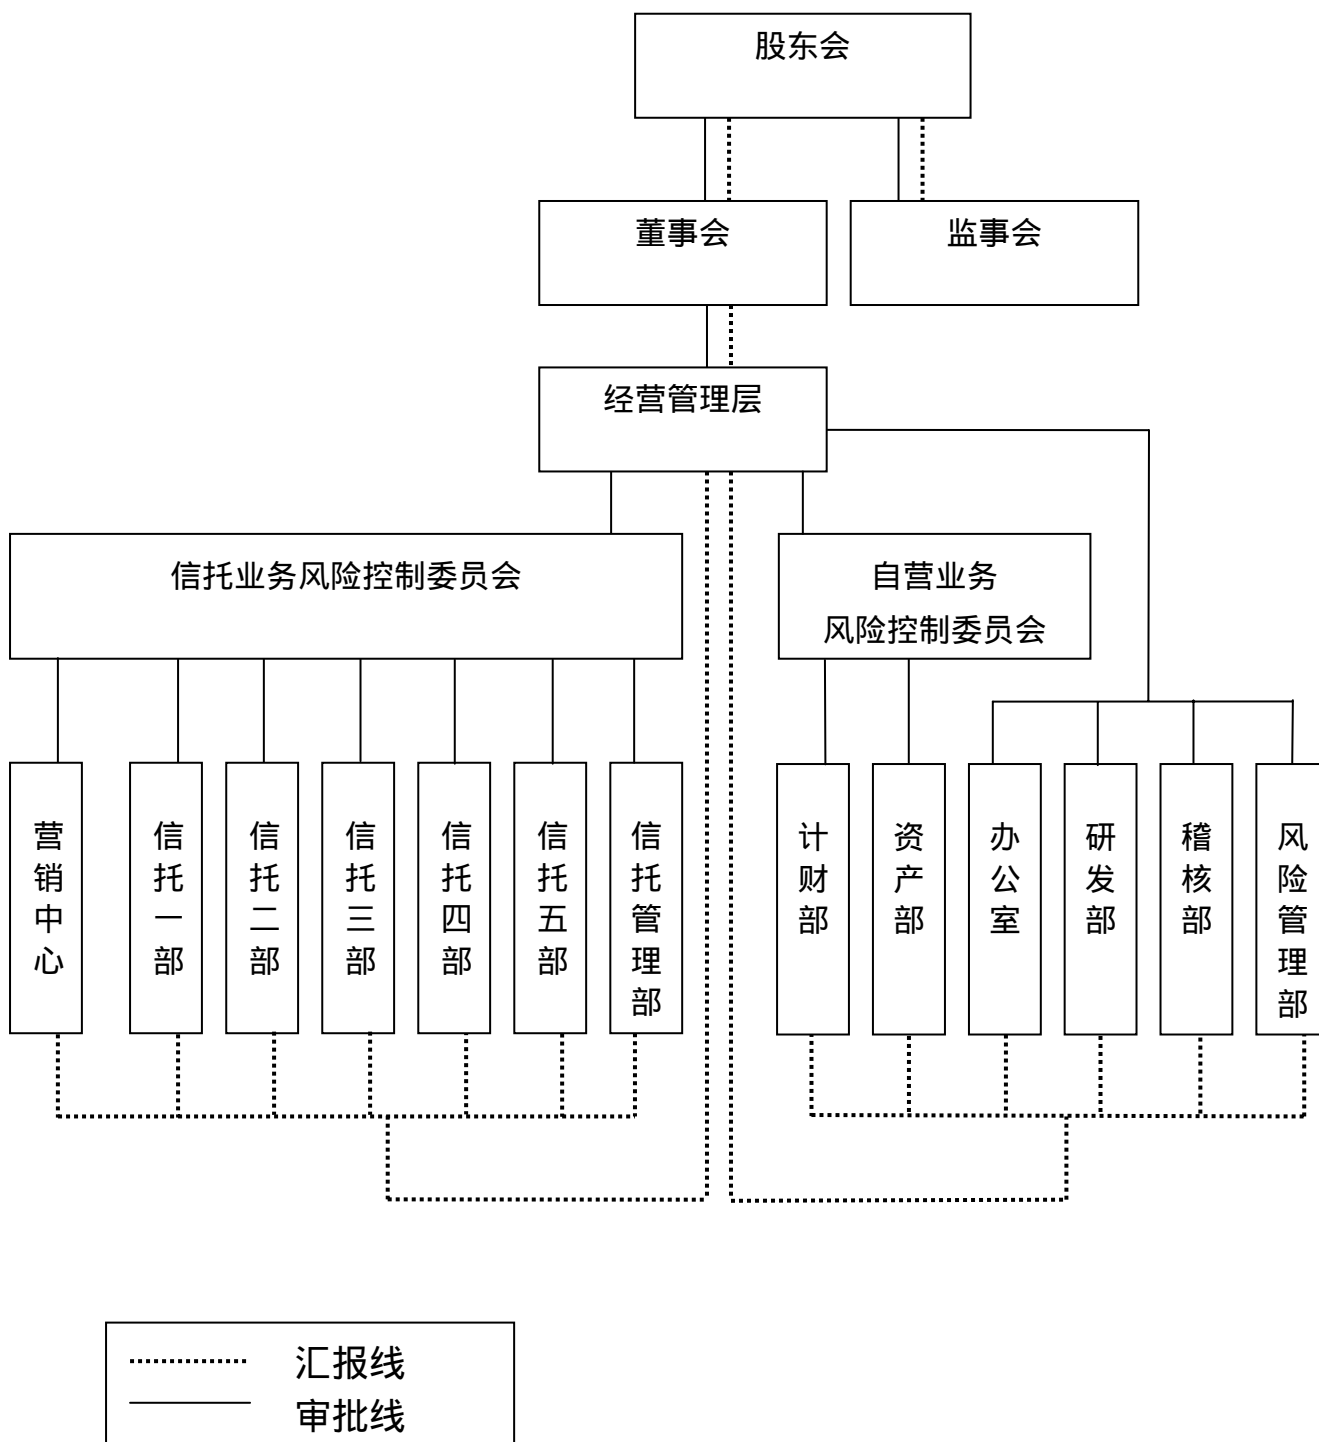 股东会
董事会
监事会
经营管理层
信托业务风险控制委员会
自营业务
风险控制委员会
营销中心
信托一部
信托二部
信托三部
信托四部
信托五部
信托管理部
计财部
资产部
办公室
研发部
稽核部
风险管理部
汇报线
审批线